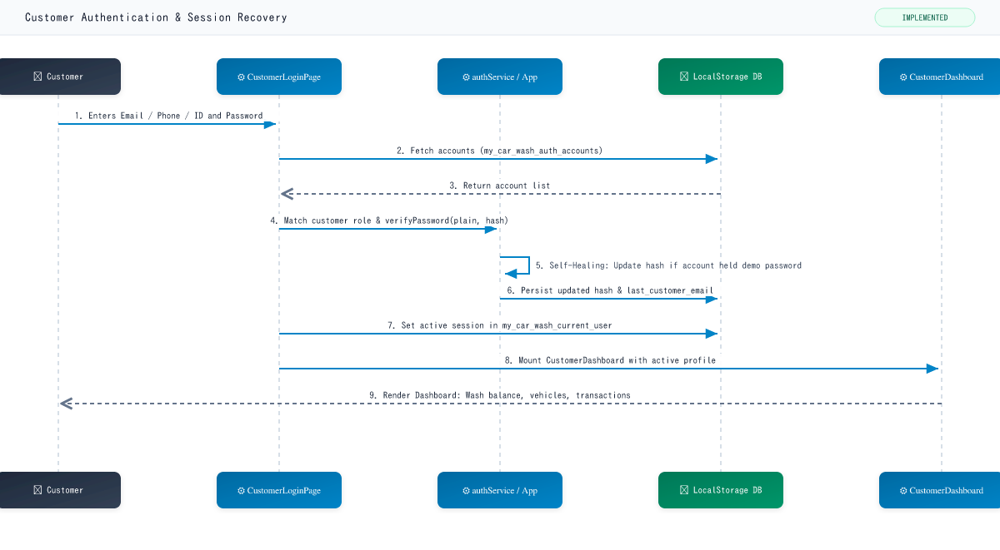 Customer Authentication & Session Recovery
IMPLEMENTED
Customer
⚙ CustomerLoginPage
⚙ authService / App
LocalStorage DB
⚙ CustomerDashboard
1. Enters Email / Phone / ID and Password
2. Fetch accounts (my_car_wash_auth_accounts)
3. Return account list
4. Match customer role & verifyPassword(plain, hash)
5. Self-Healing: Update hash if account held demo password
6. Persist updated hash & last_customer_email
7. Set active session in my_car_wash_current_user
8. Mount CustomerDashboard with active profile
9. Render Dashboard: Wash balance, vehicles, transactions
Customer
⚙ CustomerLoginPage
⚙ authService / App
LocalStorage DB
⚙ CustomerDashboard